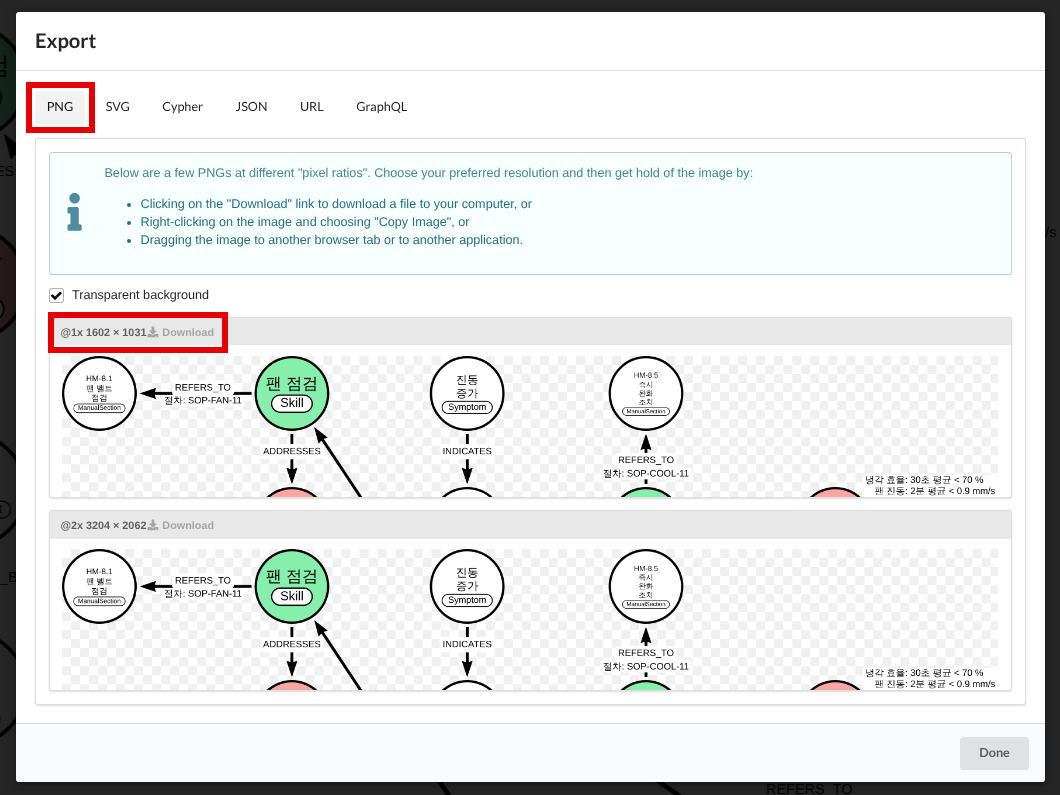 Export
PNG
SVG
Cypher
JSON
URL
GraphQL
Below are a few PNGs at different "pixel ratios". Choose your preferred resolution and then get hold of the image by:
Clicking on the "Download" link to download a file to your computer, or
Right-clicking on the image and choosing "Copy Image", or
Dragging the image to another browser tab or to another application.
Transparent background
@1x 1602 × 1031 Download
HM-8.1
팬 벨트
점검
ManualSection
REFERS_TO
절차: SOP-FAN-11
팬 점검
Skill
진동
증가
Symptom
HM-8.5
즉시
완화
조치
ManualSection
ADDRESSES
INDICATES
REFERS_TO
절차: SOP-COOL-11
냉각 효율: 30초 평균 < 70 %
팬 진동: 2분 평균 < 0.9 mm/s
@2x 3204 × 2062 Download
HM-8.1
팬 벨트
점검
ManualSection
REFERS_TO
절차: SOP-FAN-11
팬 점검
Skill
진동
증가
Symptom
HM-8.5
즉시
완화
조치
ManualSection
ADDRESSES
INDICATES
REFERS_TO
절차: SOP-COOL-11
냉각 효율: 30초 평균 < 70 %
팬 진동: 2분 평균 < 0.9 mm/s
Done
REFERS_TO